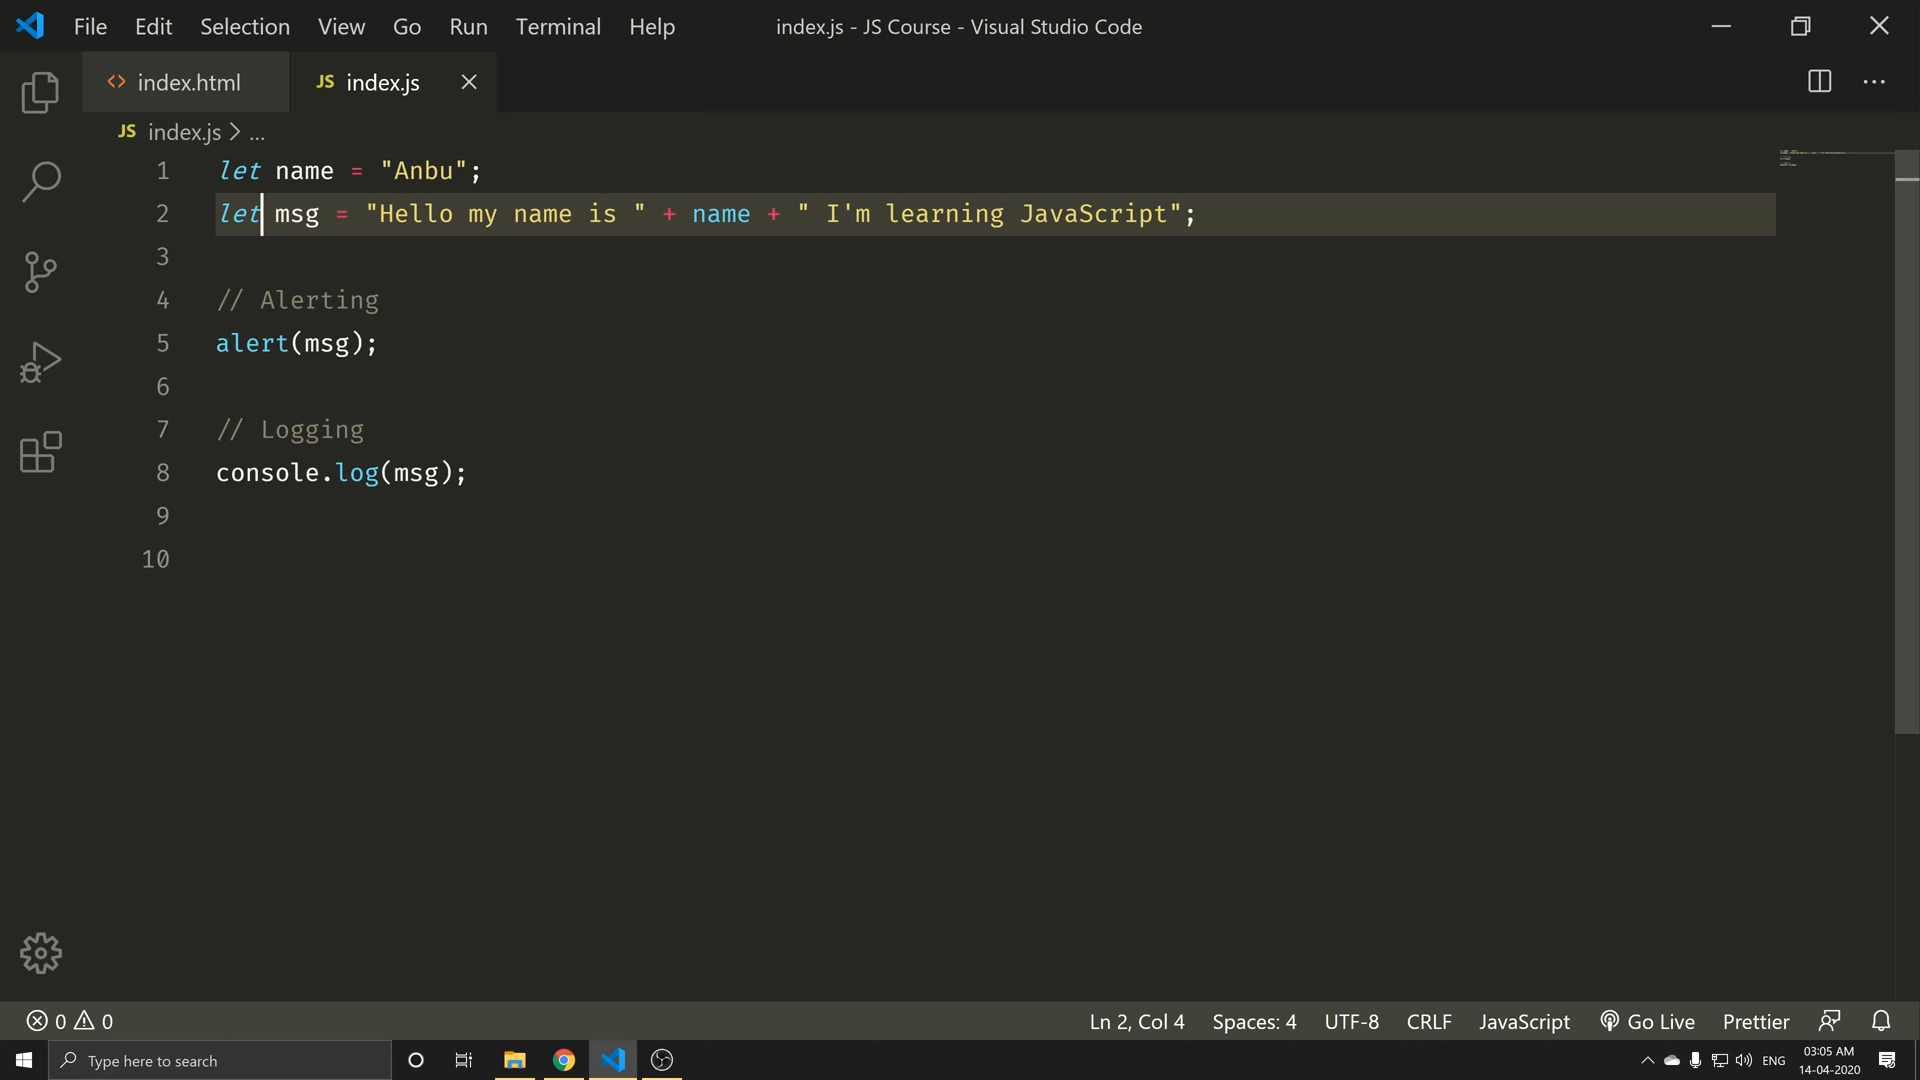 File Edit Selection View Go Run Terminal Help index.js - JS Course - Visual Studio Code
<> index.html JS index.js
JS index.js > ...
1 let name = "Anbu";
2 let msg = "Hello my name is " + name + " I'm learning JavaScript";
3
4 // Alerting
5 alert(msg);
6
7 // Logging
8 console.log(msg);
9
10
0 0 Ln 2, Col 4 Spaces: 4 UTF-8 CRLF JavaScript Go Live Prettier
Type here to search ENG 03:05 AM
14-04-2020